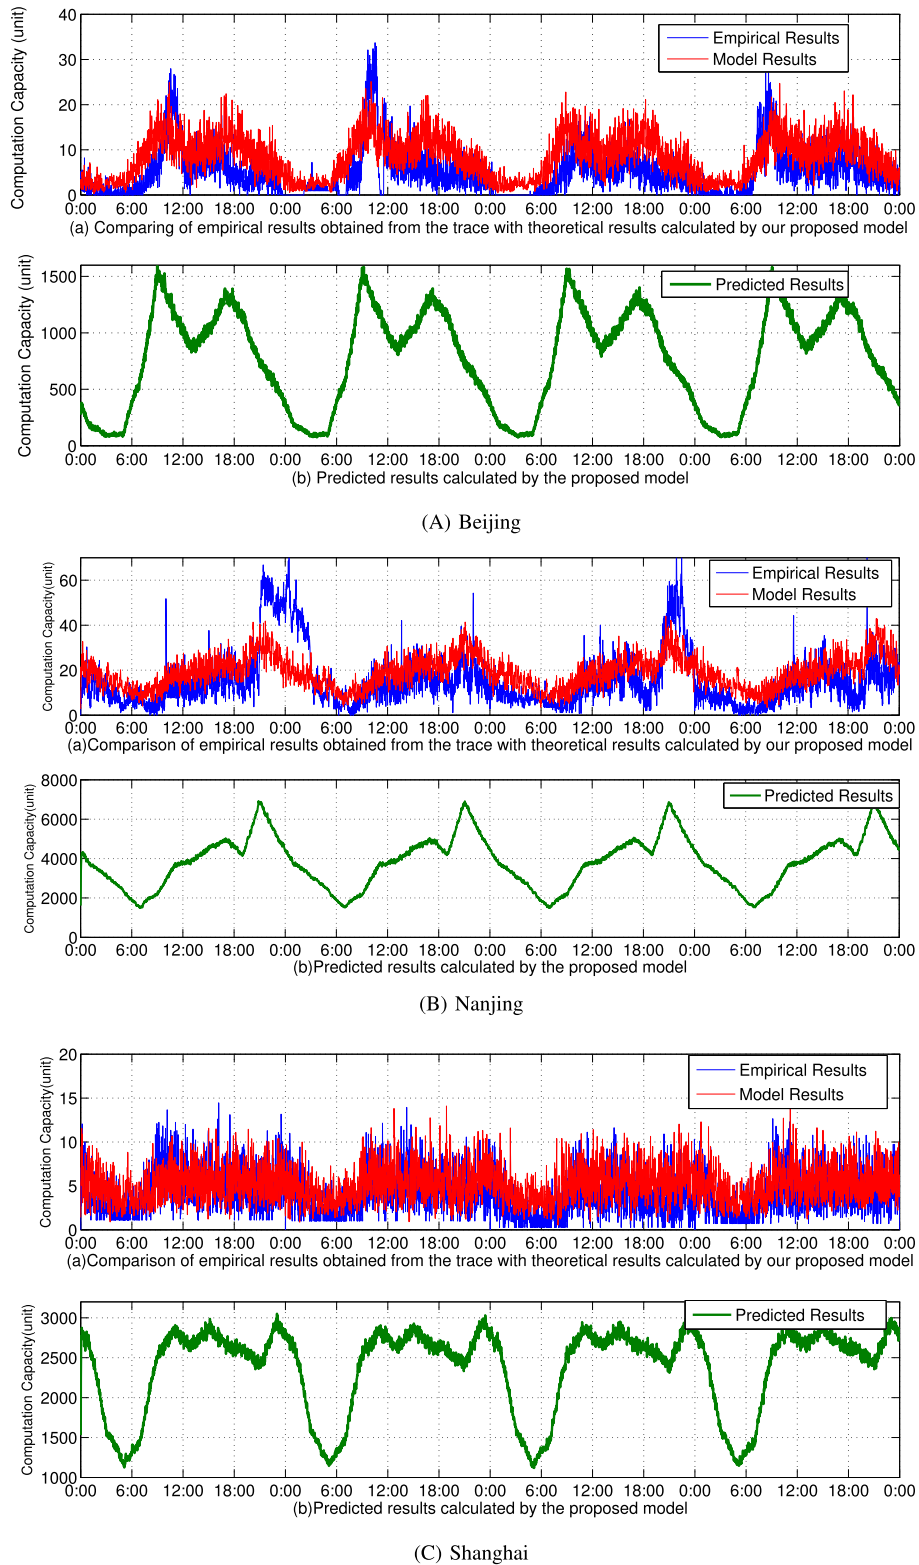 Computation Capacity (unit)
40
30
20
10
0
Empirical Results
Model Results
0:00 6:00 12:00 18:00 0:00 6:00 12:00 18:00 0:00 6:00 12:00 18:00 0:00 6:00 12:00 18:00 0:00
(a) Comparing of empirical results obtained from the trace with theoretical results calculated by our proposed model
Computation Capacity (unit)
1500
1000
500
0
Predicted Results
0:00 6:00 12:00 18:00 0:00 6:00 12:00 18:00 0:00 6:00 12:00 18:00 0:00 6:00 12:00 18:00 0:00
(b) Predicted results calculated by the proposed model
(A) Beijing
Computation Capacity(unit)
60
40
20
0
Empirical Results
Model Results
0:00 6:00 12:00 18:00 0:00 6:00 12:00 18:00 0:00 6:00 12:00 18:00 0:00 6:00 12:00 18:00 0:00
(a)Comparison of empirical results obtained from the trace with theoretical results calculated by our proposed model
Computation Capacity(unit)
8000
6000
4000
2000
0
Predicted Results
0:00 6:00 12:00 18:00 0:00 6:00 12:00 18:00 0:00 6:00 12:00 18:00 0:00 6:00 12:00 18:00 0:00
(b)Predicted results calculated by the proposed model
(B) Nanjing
Computation Capacity(unit)
20
15
10
5
0
Empirical Results
Model Results
0:00 6:00 12:00 18:00 0:00 6:00 12:00 18:00 0:00 6:00 12:00 18:00 0:00 6:00 12:00 18:00 0:00
(a)Comparison of empirical results obtained from the trace with theoretical results calculated by our proposed model
Computation Capacity(unit)
3000
2500
2000
1500
1000
Predicted Results
0:00 6:00 12:00 18:00 0:00 6:00 12:00 18:00 0:00 6:00 12:00 18:00 0:00 6:00 12:00 18:00 0:00
(b)Predicted results calculated by the proposed model
(C) Shanghai